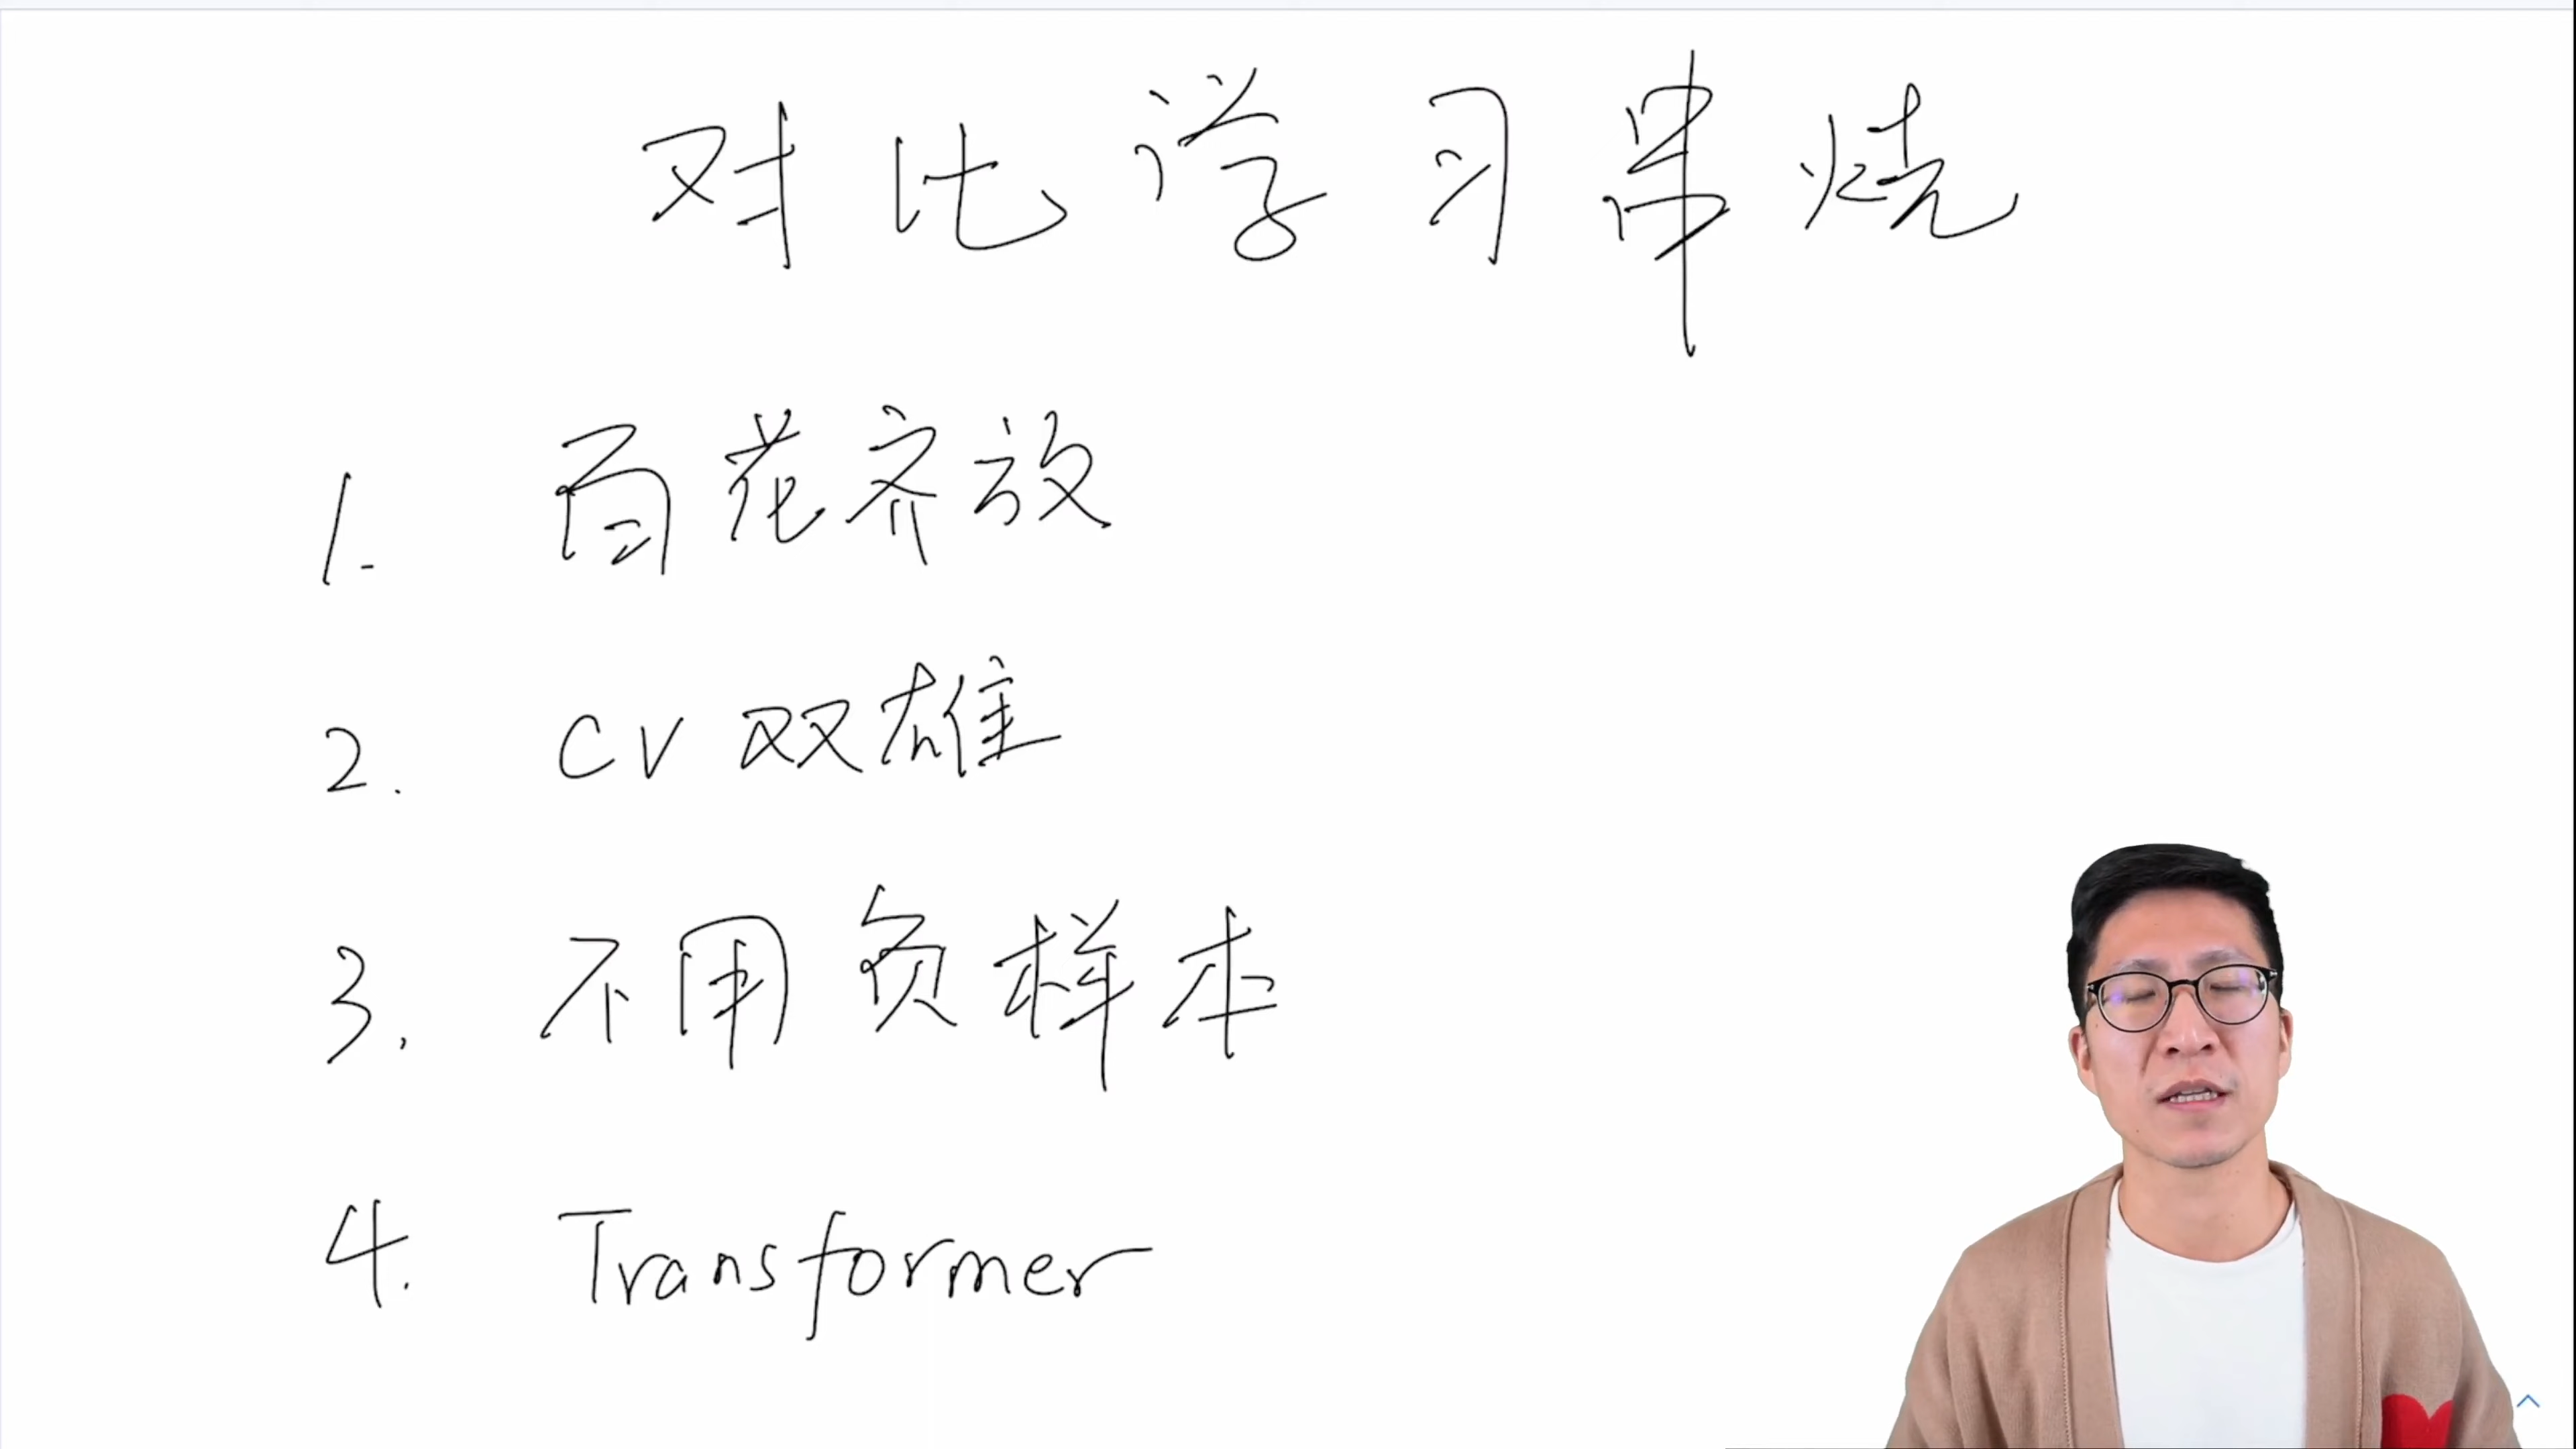 对比学习串烧
1. 百花齐放
2. CV双雄
3. 不用负样本
4. Transformer